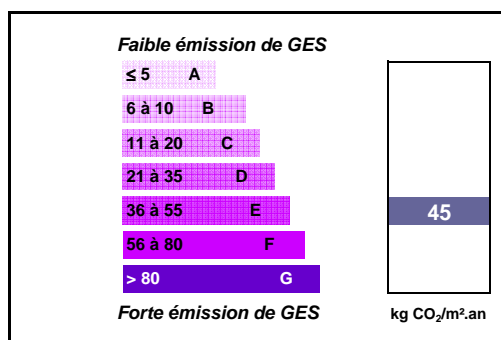 Faible émission de GES
≤ 5 A
6 à 10 B
11 à 20 C
21 à 35 D
36 à 55 E
45
56 à 80 F
> 80 G
Forte émission de GES
kg CO₂/m².an